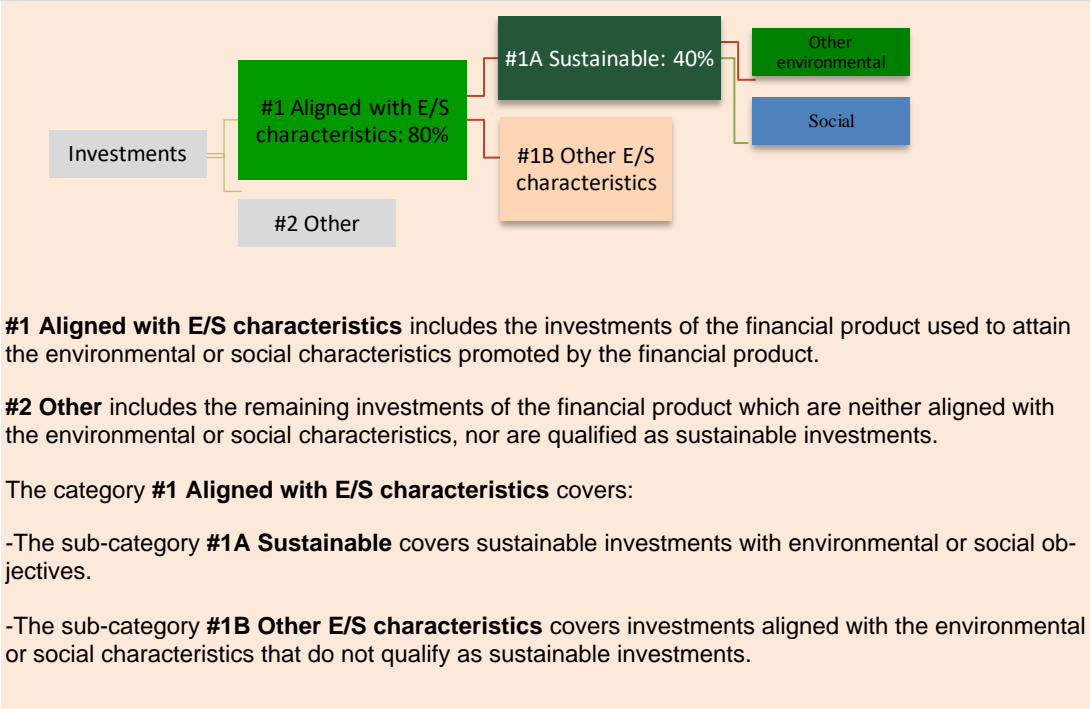 Investments
#1 Aligned with E/S
characteristics: 80%
#2 Other
#1A Sustainable: 40%
#1B Other E/S
characteristics
Other
environmental
Social
#1 Aligned with E/S characteristics includes the investments of the financial product used to attain
the environmental or social characteristics promoted by the financial product.
#2 Other includes the remaining investments of the financial product which are neither aligned with
the environmental or social characteristics, nor are qualified as sustainable investments.
The category #1 Aligned with E/S characteristics covers:
-The sub-category #1A Sustainable covers sustainable investments with environmental or social ob-
jectives.
-The sub-category #1B Other E/S characteristics covers investments aligned with the environmental
or social characteristics that do not qualify as sustainable investments.